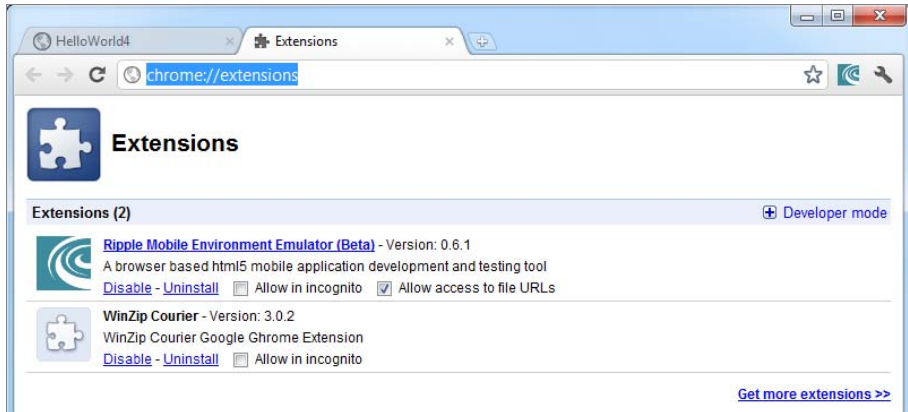 HelloWorld4
Extensions
chrome://extensions
Extensions
Extensions (2)
Developer mode
Ripple Mobile Environment Emulator (Beta) - Version: 0.6.1
A browser based html5 mobile application development and testing tool
Disable - Uninstall Allow in incognito Allow access to file URLs
WinZip Courier - Version: 3.0.2
WinZip Courier Google Ghrome Extension
Disable - Uninstall Allow in incognito
Get more extensions >>